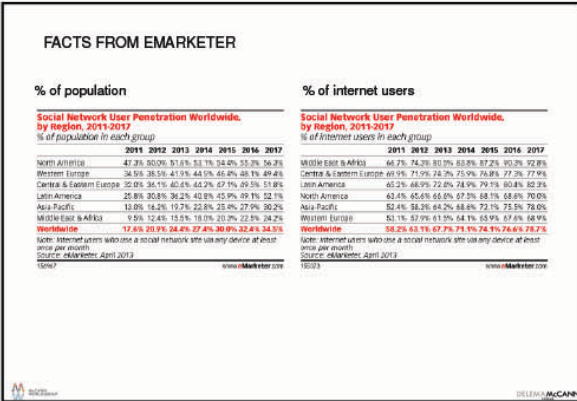 FACTS FROM EMARKETER
% of population
Social Network User Penetration Worldwide,
by Region, 2011-2017
% of population in each group
2011 2012 2013 2014 2015 2016 2017
North America 47.3% 50.0% 51.6% 53.1% 54.4% 55.3% 56.3%
Western Europe 34.5% 38.5% 41.9% 44.5% 46.4% 48.1% 49.4%
Central & Eastern Europe 32.0% 36.1% 40.6% 44.2% 47.1% 49.5% 51.8%
Latin America 25.8% 30.8% 36.2% 40.8% 45.9% 49.1% 52.1%
Asia-Pacific 13.0% 16.2% 19.7% 22.8% 25.4% 27.9% 30.2%
Middle East & Africa 9.5% 12.4% 15.5% 18.0% 20.3% 22.5% 24.2%
Worldwide 17.6% 20.9% 24.4% 27.4% 30.0% 32.4% 34.5%
Note: internet users who use a social network site via any device at least
once per month
Source: eMarketer, April 2013
www.eMarketer.com
% of internet users
Social Network User Penetration Worldwide,
by Region, 2011-2017
% of internet users in each group
2011 2012 2013 2014 2015 2016 2017
Middle East & Africa 66.7% 74.3% 80.5% 83.8% 87.2% 90.3% 92.8%
Central & Eastern Europe 69.9% 71.9% 74.3% 75.9% 76.8% 77.3% 77.9%
Latin America 65.2% 68.9% 72.0% 74.9% 79.1% 80.8% 82.3%
North America 63.4% 65.6% 66.6% 67.5% 68.1% 68.6% 70.0%
Asia-Pacific 52.4% 58.3% 64.2% 68.6% 72.1% 75.5% 78.0%
Western Europe 53.1% 57.9% 61.5% 64.1% 65.9% 67.6% 68.9%
Worldwide 58.2% 63.1% 67.7% 71.1% 74.1% 76.6% 78.7%
Note: internet users who use a social network site via any device at least
once per month
Source: eMarketer, April 2013
www.eMarketer.com
DELEMA McCANN